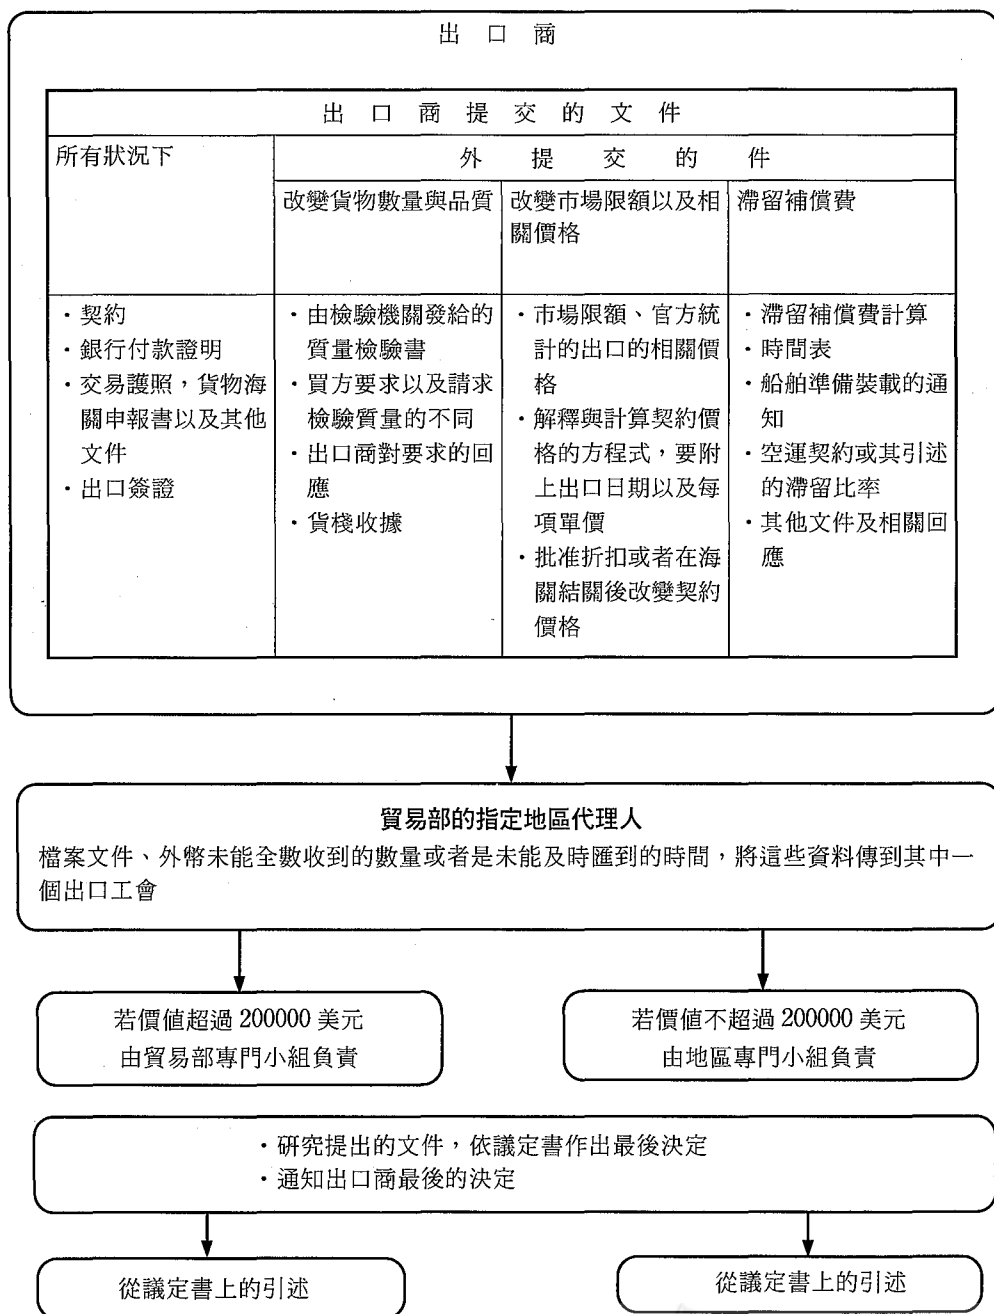 出口商
出口商提交的文件
所有狀況下
外提交的件
改變貨物數量與品質
改變市場限額以及相
關價格
滯留補償費
·契約
·銀行付款證明
·交易護照，貨物海
關申報書以及其他
文件
·出口簽證
·由檢驗機關發給的
質量檢驗書
·買方要求以及請求
檢驗質量的不同
·出口商對要求的回
應
·貨棧收據
·市場限額、官方統
計的出口的相關價
格
·解釋與計算契約價
格的方程式，要附
上出口日期以及每
項單價
·批准折扣或者在海
關結關後改變契約
價格
·滯留補償費計算
·時間表
·船舶準備裝載的通
知
·空運契約或其引述
的滯留比率
·其他文件及相關回
應
貿易部的指定地區代理人
檔案文件、外幣未能全數收到的數量或者是未能及時匯到的時間，將這些資料傳到其中一
個出口工會
若價值超過 200000 美元
由貿易部專門小組負責
若價值不超過 200000 美元
由地區專門小組負責
·研究提出的文件，依議定書作出最後決定
·通知出口商最後的決定
從議定書上的引述
從議定書上的引述